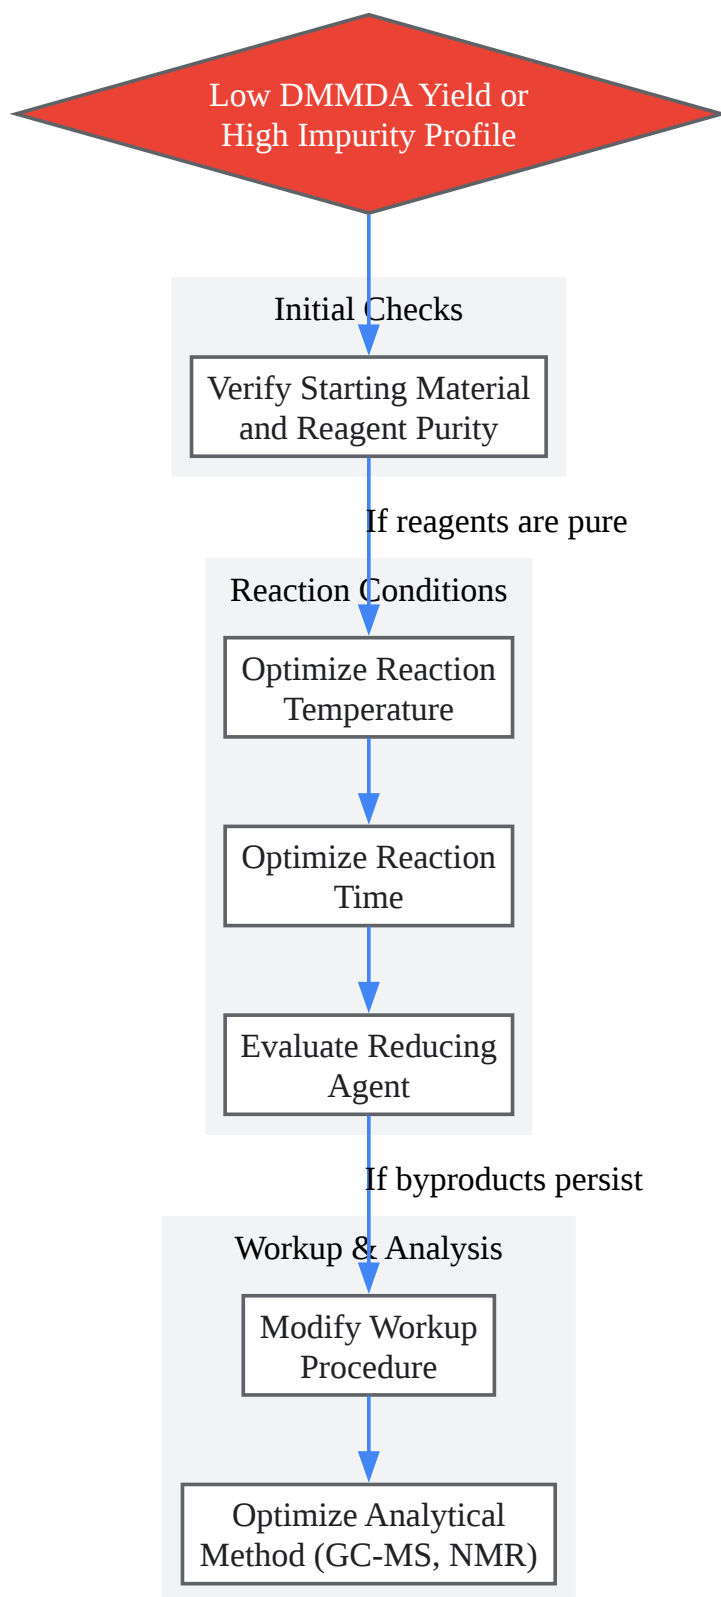 Low DMMDA Yield or
High Impurity Profile
Initial Checks
Verify Starting Material
and Reagent Purity
If reagents are pure
Reaction Conditions
Optimize Reaction
Temperature
Optimize Reaction
Time
Evaluate Reducing
Agent
If byproducts persist
Workup & Analysis
Modify Workup
Procedure
Optimize Analytical
Method (GC-MS, NMR)